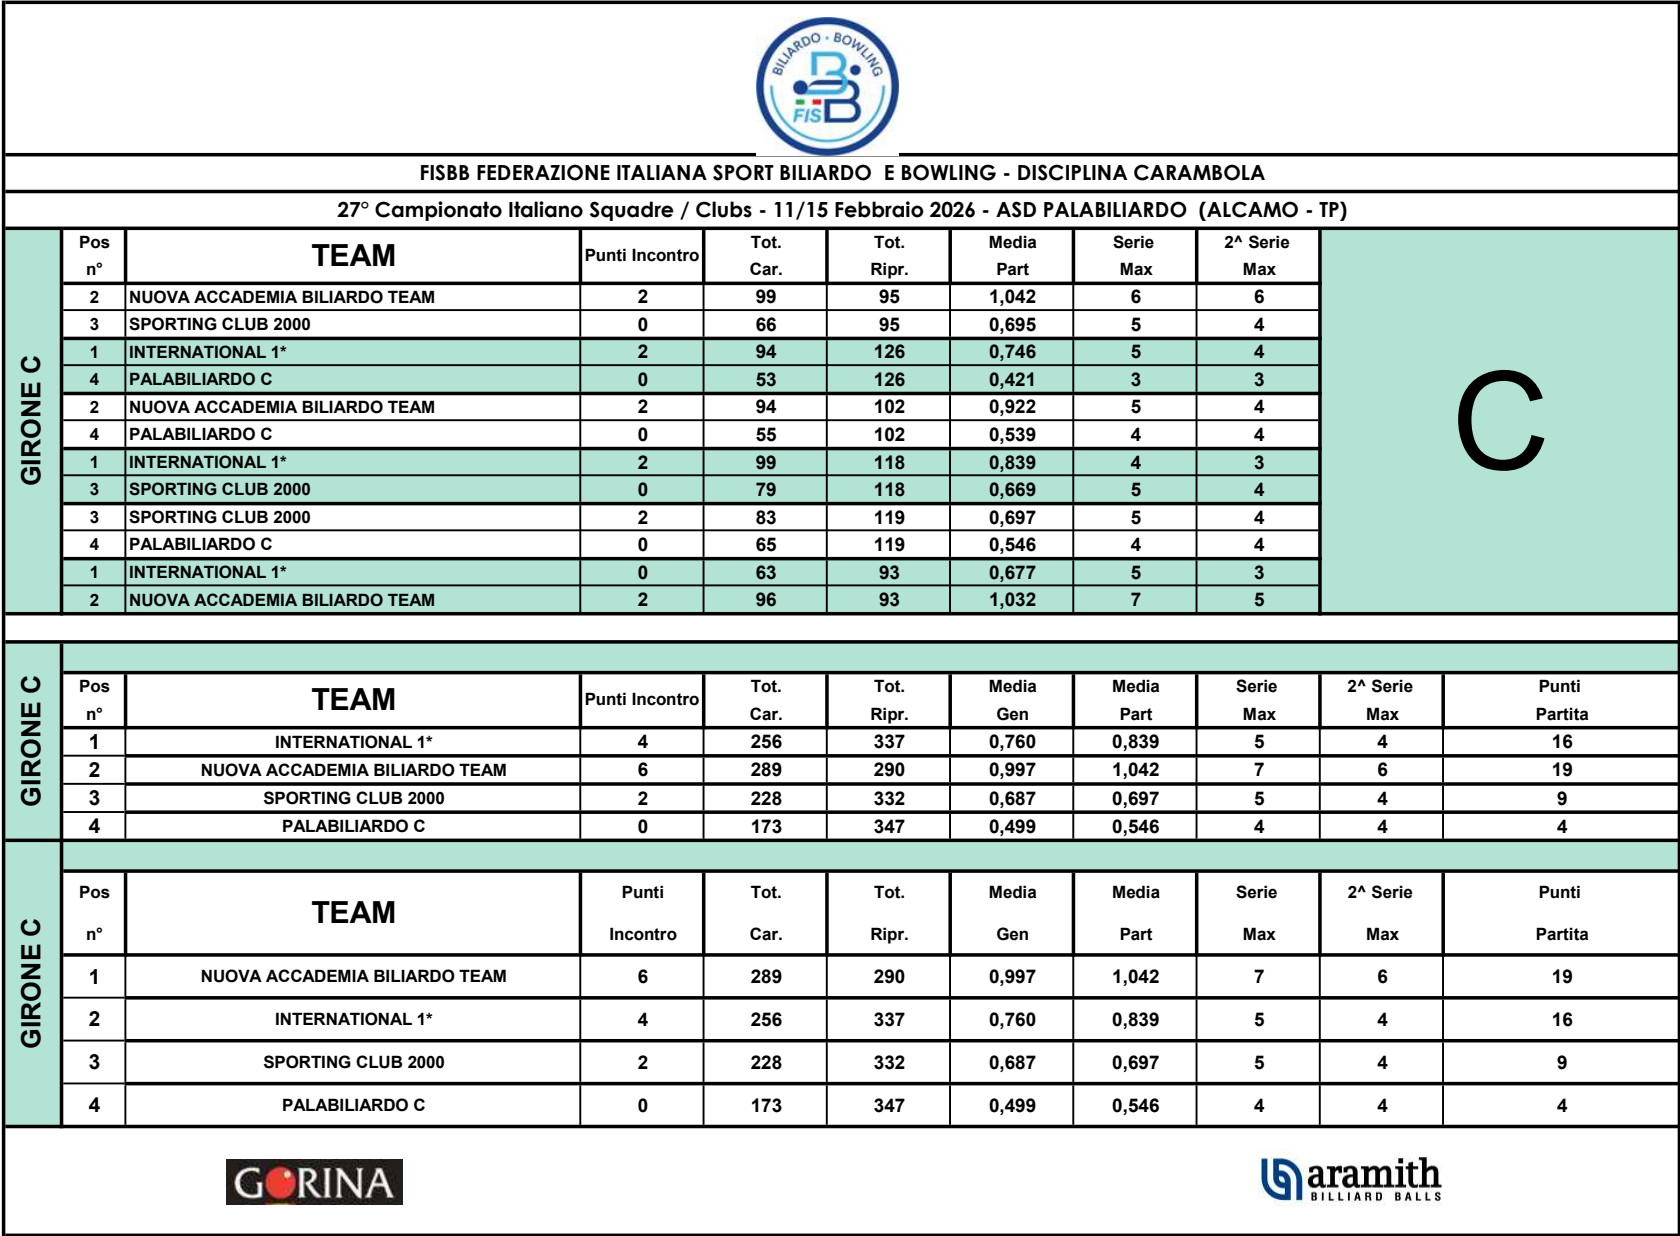 BILIARDO - BOWLING
FISBB
FISBB FEDERAZIONE ITALIANA SPORT BILIARDO E BOWLING - DISCIPLINA CARAMBOLA
27° Campionato Italiano Squadre / Clubs - 11/15 Febbraio 2026 - ASD PALABILIARDO (ALCAMO - TP)
GIRONE C
Pos n° TEAM Punti Incontro Tot. Car. Tot. Ripr. Media Part Serie Max 2^ Serie Max
2 NUOVA ACCADEMIA BILIARDO TEAM 2 99 95 1,042 6 6
3 SPORTING CLUB 2000 0 66 95 0,695 5 4
1 INTERNATIONAL 1* 2 94 126 0,746 5 4
4 PALABILIARDO C 0 53 126 0,421 3 3
2 NUOVA ACCADEMIA BILIARDO TEAM 2 94 102 0,922 5 4
4 PALABILIARDO C 0 55 102 0,539 4 4
1 INTERNATIONAL 1* 2 99 118 0,839 4 3
3 SPORTING CLUB 2000 0 79 118 0,669 5 4
3 SPORTING CLUB 2000 2 83 119 0,697 5 4
4 PALABILIARDO C 0 65 119 0,546 4 4
1 INTERNATIONAL 1* 0 63 93 0,677 5 3
2 NUOVA ACCADEMIA BILIARDO TEAM 2 96 93 1,032 7 5
C
GIRONE C
Pos n° TEAM Punti Incontro Tot. Car. Tot. Ripr. Media Gen Media Part Serie Max 2^ Serie Max Punti Partita
1 INTERNATIONAL 1* 4 256 337 0,760 0,839 5 4 16
2 NUOVA ACCADEMIA BILIARDO TEAM 6 289 290 0,997 1,042 7 6 19
3 SPORTING CLUB 2000 2 228 332 0,687 0,697 5 4 9
4 PALABILIARDO C 0 173 347 0,499 0,546 4 4 4
GIRONE C
Pos n° TEAM Punti Incontro Tot. Car. Tot. Ripr. Media Gen Media Part Serie Max 2^ Serie Max Punti Partita
1 NUOVA ACCADEMIA BILIARDO TEAM 6 289 290 0,997 1,042 7 6 19
2 INTERNATIONAL 1* 4 256 337 0,760 0,839 5 4 16
3 SPORTING CLUB 2000 2 228 332 0,687 0,697 5 4 9
4 PALABILIARDO C 0 173 347 0,499 0,546 4 4 4
GORINA
aramith
BILLIARD BALLS